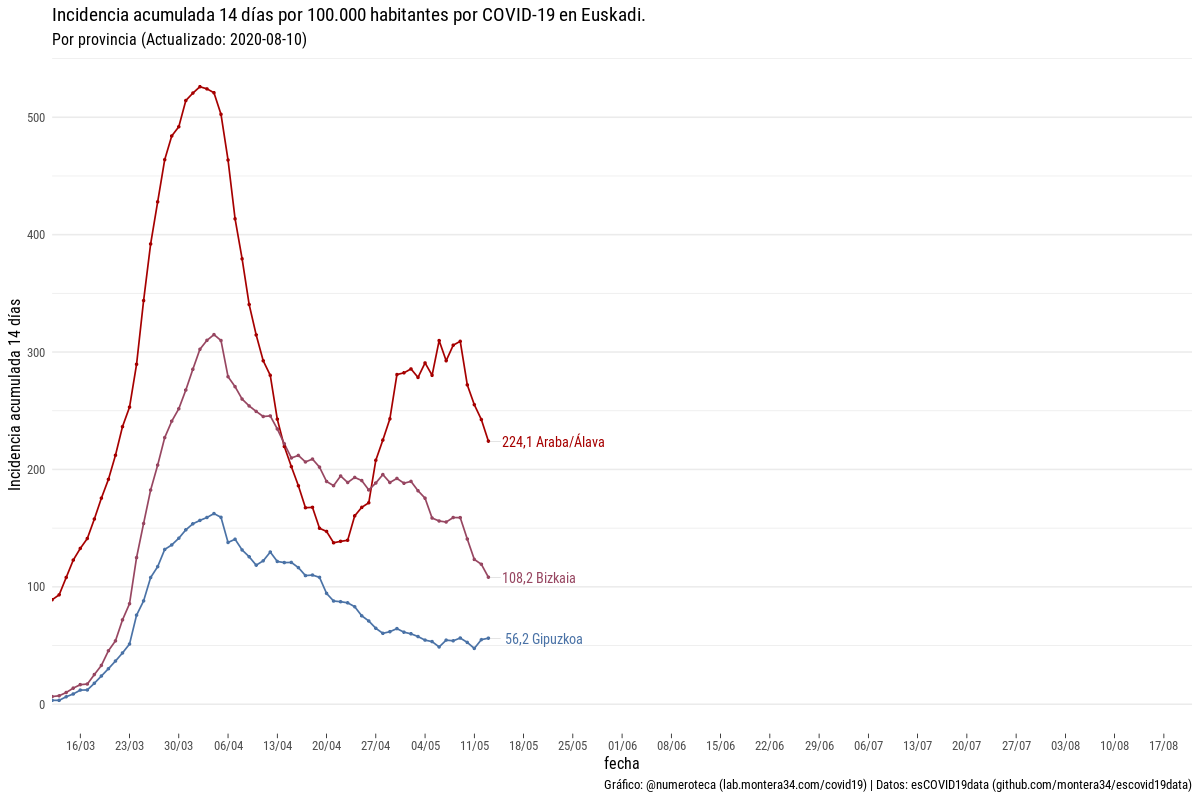 Incidencia acumulada 14 días por 100.000 habitantes por COVID-19 en Euskadi.
Por provincia (Actualizado: 2020-08-10)
Incidencia acumulada 14 días
500
400
300
200
100
0
224,1 Araba/Álava
108,2 Bizkaia
56,2 Gipuzkoa
16/03 23/03 30/03 06/04 13/04 20/04 27/04 04/05 11/05 18/05 25/05 01/06 08/06 15/06 22/06 29/06 06/07 13/07 20/07 27/07 03/08 10/08 17/08
fecha
Gráfico: @numeroteca (lab.montera34.com/covid19) | Datos: esCOVID19data (github.com/montera34/escovid19data)